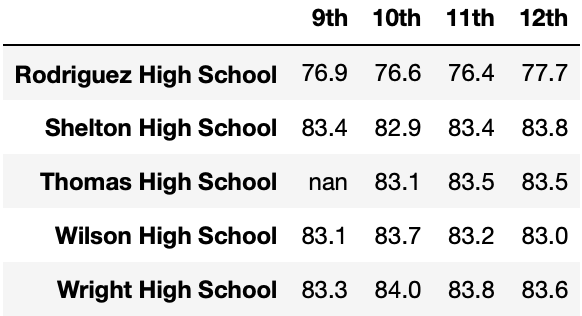 9th 10th 11th 12th
Rodriguez High School 76.9 76.6 76.4 77.7
Shelton High School 83.4 82.9 83.4 83.8
Thomas High School nan 83.1 83.5 83.5
Wilson High School 83.1 83.7 83.2 83.0
Wright High School 83.3 84.0 83.8 83.6